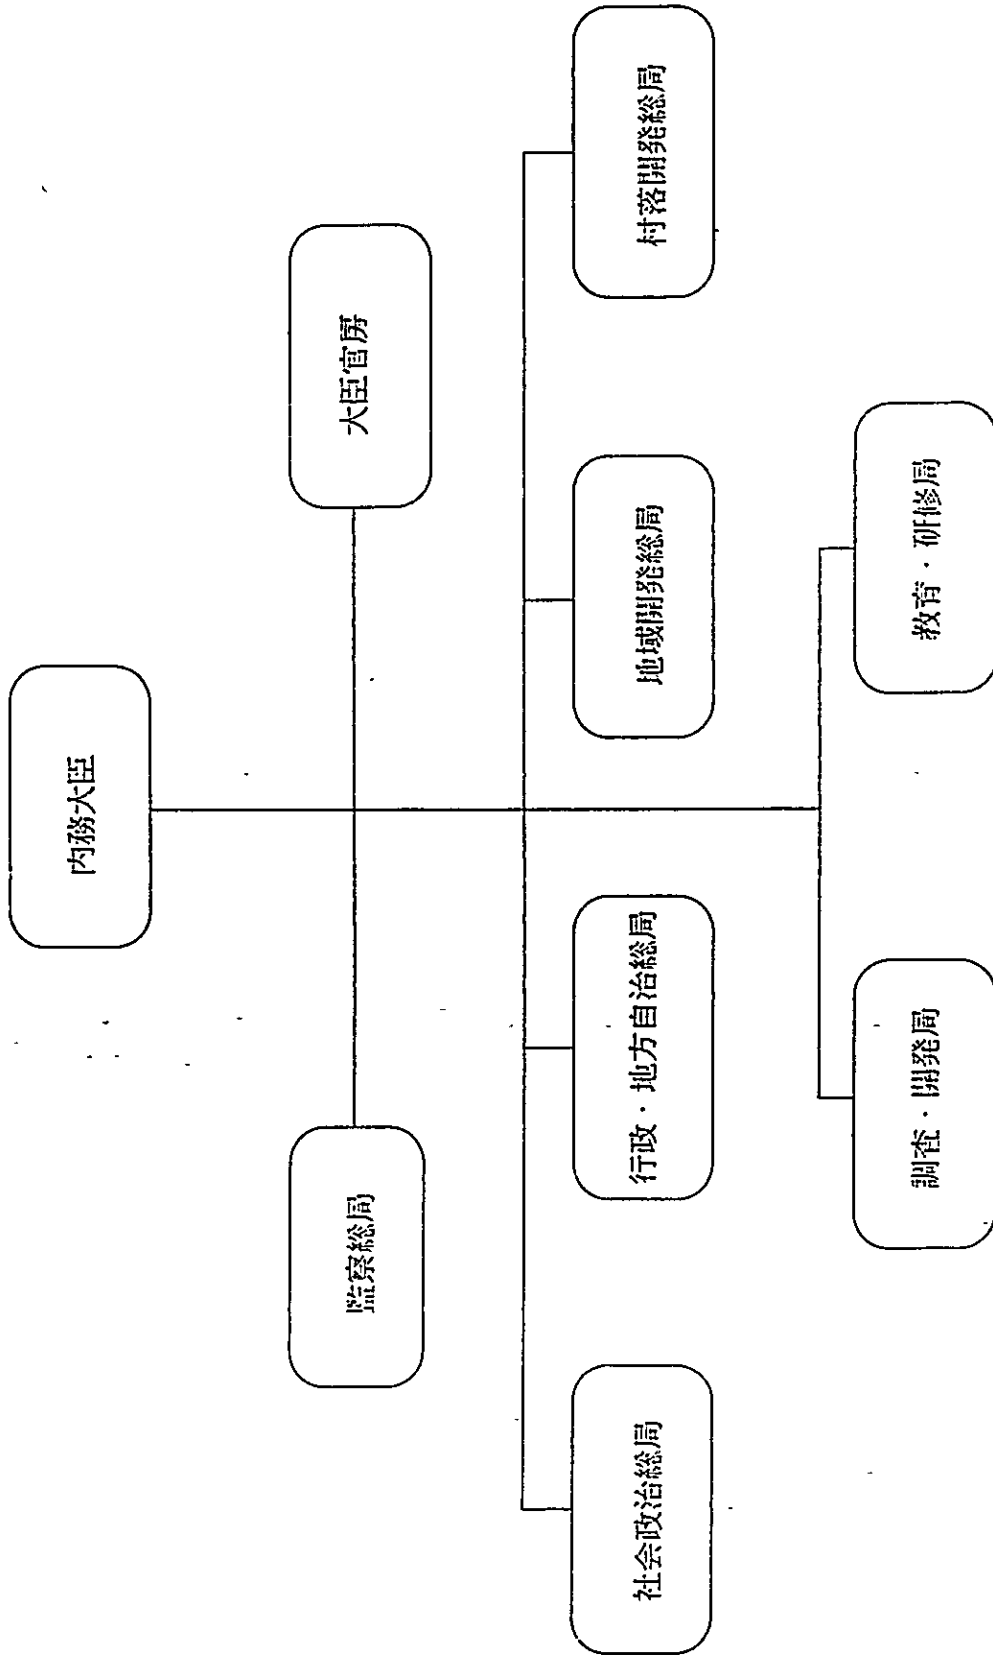 内務大臣
監察総局
大臣官房
社会政治総局
行政・地方自治総局
地域開発総局
村落開発総局
調査・開発局
教育・研修局